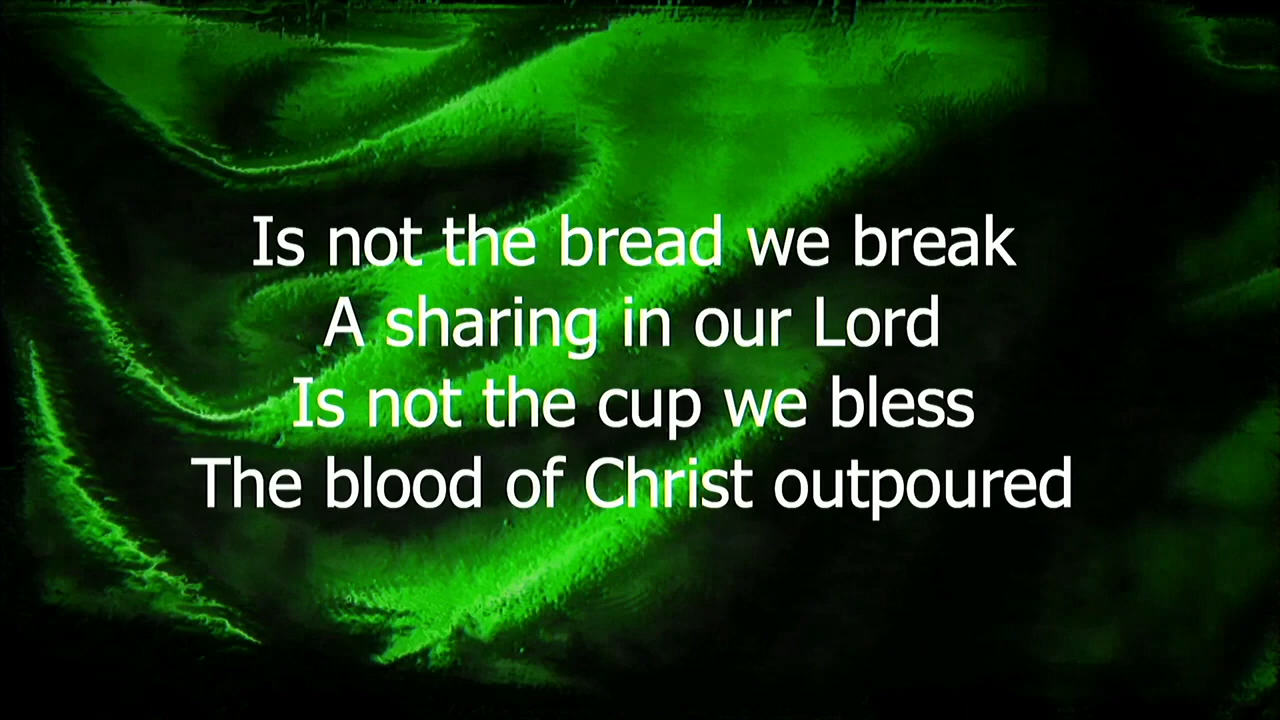 Is not the bread we break
A sharing in our Lord
Is not the cup we bless
The blood of Christ outpoured